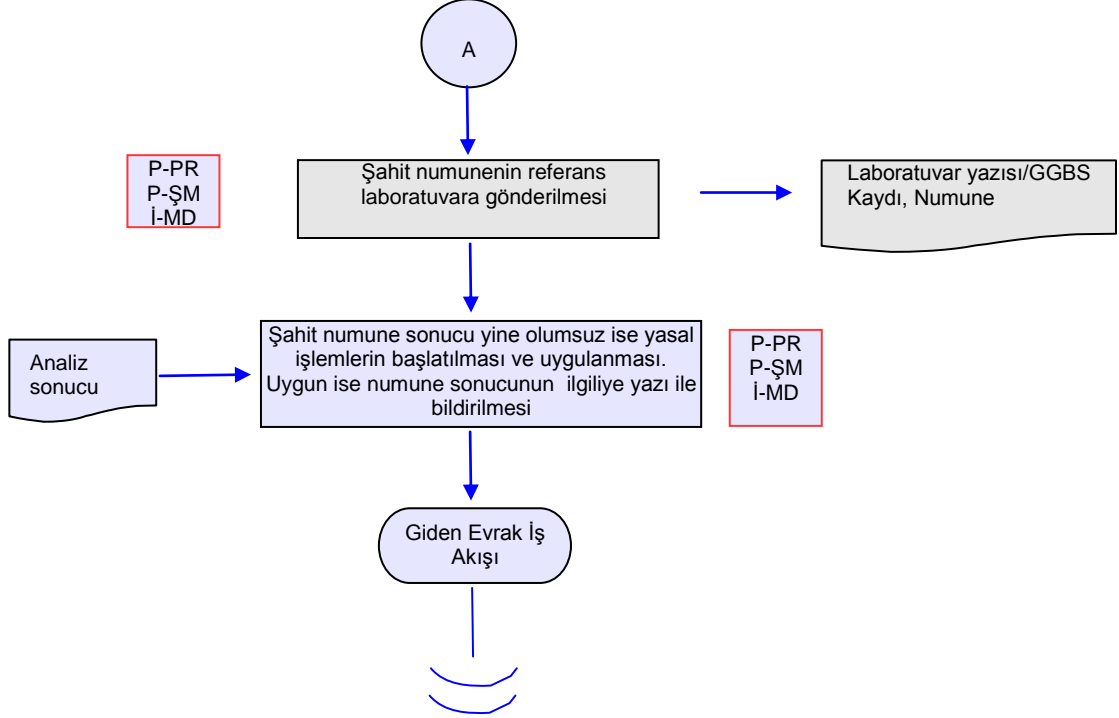 A
P-PR
P-ŞM
İ-MD
Şahit numunenin referans
laboratuvara gönderilmesi
Laboratuvar yazısı/GGBS
Kaydı, Numune
Analiz
sonucu
Şahit numune sonucu yine olumsuz ise yasal
işlemlerin başlatılması ve uygulanması.
Uygun ise numune sonucunun ilgiliye yazı ile
bildirilmesi
P-PR
P-ŞM
İ-MD
Giden Evrak İş
Akışı